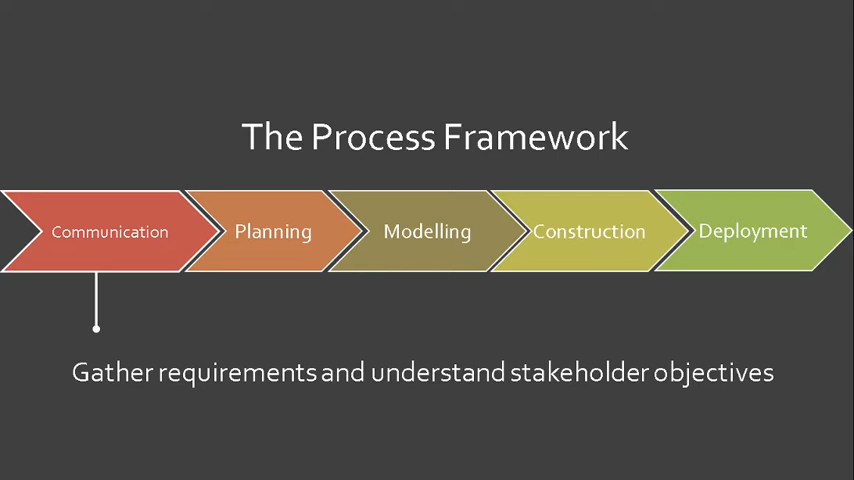 The Process Framework
Communication
Planning
Modelling
Construction
Deployment
Gather requirements and understand stakeholder objectives